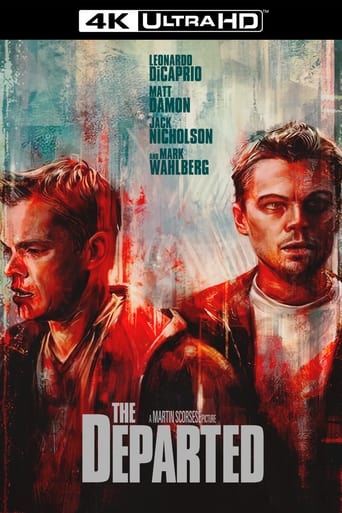 4K ULTRA HD
LEONARDO
DiCAPRIO
MATT
DAMON
JACK
NICHOLSON
AND MARK
WAHLBERG
THE
A MARTIN SCORSESE PICTURE
DEPARTED